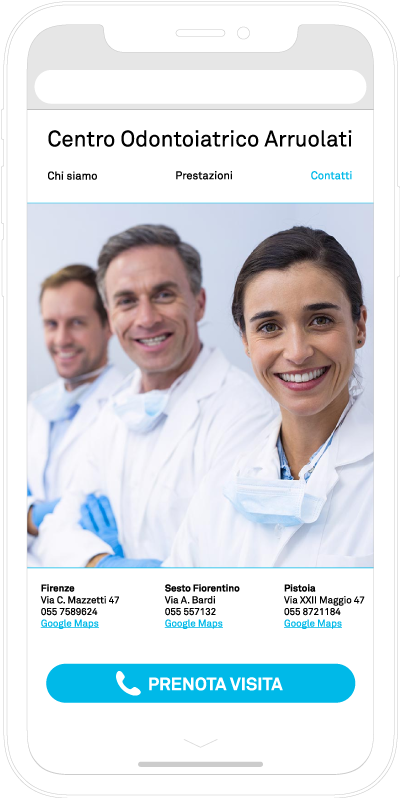 Centro Odontoiatrico Arruolati
Chi siamo Prestazioni Contatti
Firenze
Via C. Mazzetti 47
055 7589624
Google Maps
Sesto Fiorentino
Via A. Bardi
055 557132
Google Maps
Pistoia
Via XXII Maggio 47
055 8721184
Google Maps
PRENOTA VISITA